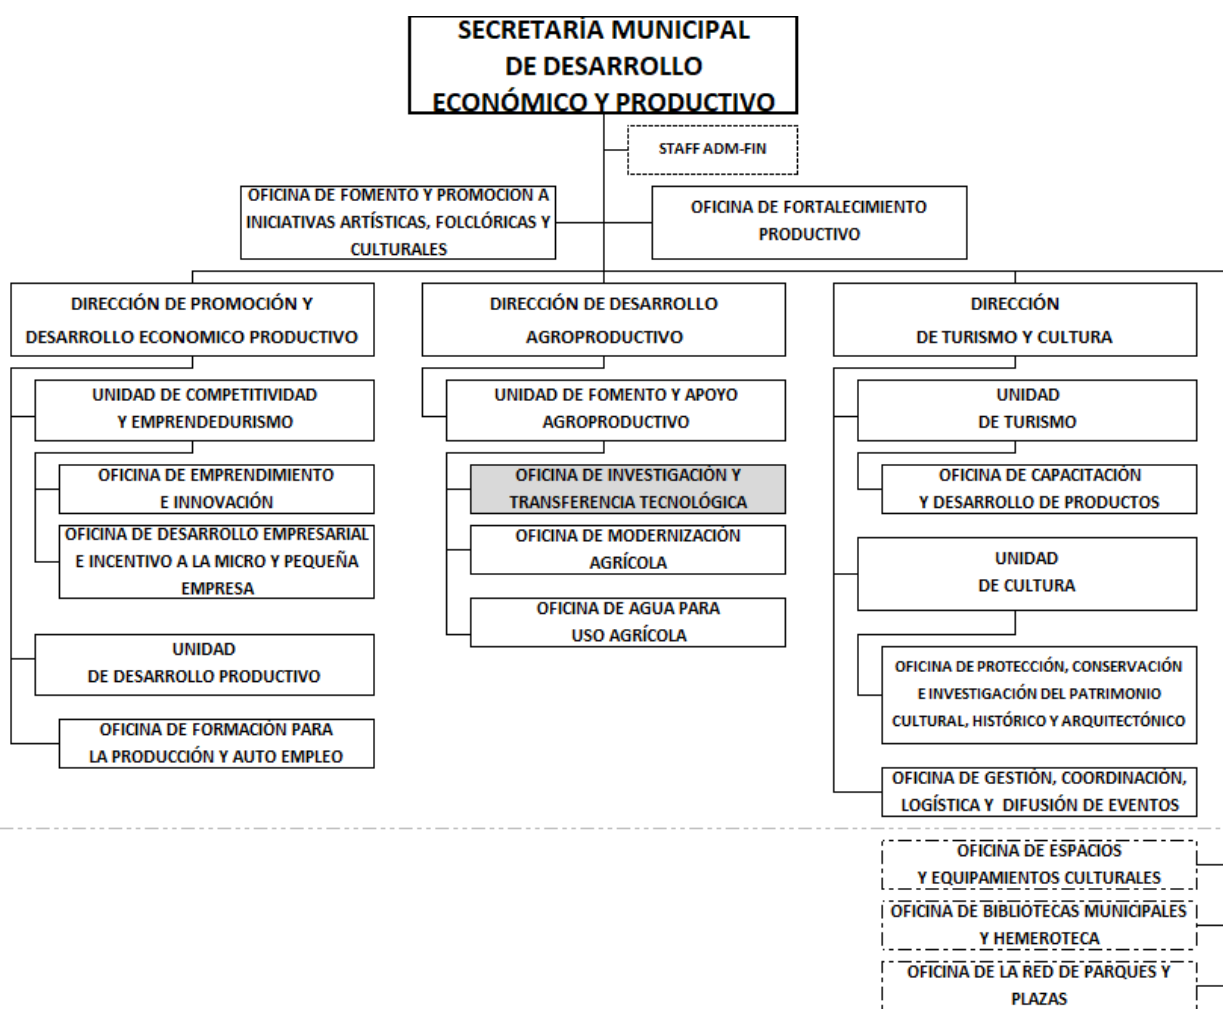 SECRETARÍA MUNICIPAL
DE DESARROLLO
ECONÓMICO Y PRODUCTIVO
STAFF ADM-FIN
OFICINA DE FOMENTO Y PROMOCION A
INICIATIVAS ARTÍSTICAS, FOLCLÓRICAS Y
CULTURALES
OFICINA DE FORTALECIMIENTO
PRODUCTIVO
DIRECCIÓN DE PROMOCIÓN Y
DESARROLLO ECONOMICO PRODUCTIVO
UNIDAD DE COMPETITIVIDAD
Y EMPRENDEDURISMO
OFICINA DE EMPRENDIMIENTO
E INNOVACIÓN
OFICINA DE DESARROLLO EMPRESARIAL
E INCENTIVO A LA MICRO Y PEQUEÑA
EMPRESA
UNIDAD
DE DESARROLLO PRODUCTIVO
OFICINA DE FORMACIÓN PARA
LA PRODUCCIÓN Y AUTO EMPLEO
DIRECCIÓN DE DESARROLLO
AGROPRODUCTIVO
UNIDAD DE FOMENTO Y APOYO
AGROPRODUCTIVO
OFICINA DE INVESTIGACIÓN Y
TRANSFERENCIA TECNOLÓGICA
OFICINA DE MODERNIZACIÓN
AGRÍCOLA
OFICINA DE AGUA PARA
USO AGRÍCOLA
DIRECCIÓN
DE TURISMO Y CULTURA
UNIDAD
DE TURISMO
OFICINA DE CAPACITACIÓN
Y DESARROLLO DE PRODUCTOS
UNIDAD
DE CULTURA
OFICINA DE PROTECCIÓN, CONSERVACIÓN
E INVESTIGACIÓN DEL PATRIMONIO
CULTURAL, HISTÓRICO Y ARQUITECTÓNICO
OFICINA DE GESTIÓN, COORDINACIÓN,
LOGÍSTICA Y DIFUSIÓN DE EVENTOS
OFICINA DE ESPACIOS
Y EQUIPAMIENTOS CULTURALES
OFICINA DE BIBLIOTECAS MUNICIPALES
Y HEMEROTECA
OFICINA DE LA RED DE PARQUES Y
PLAZAS